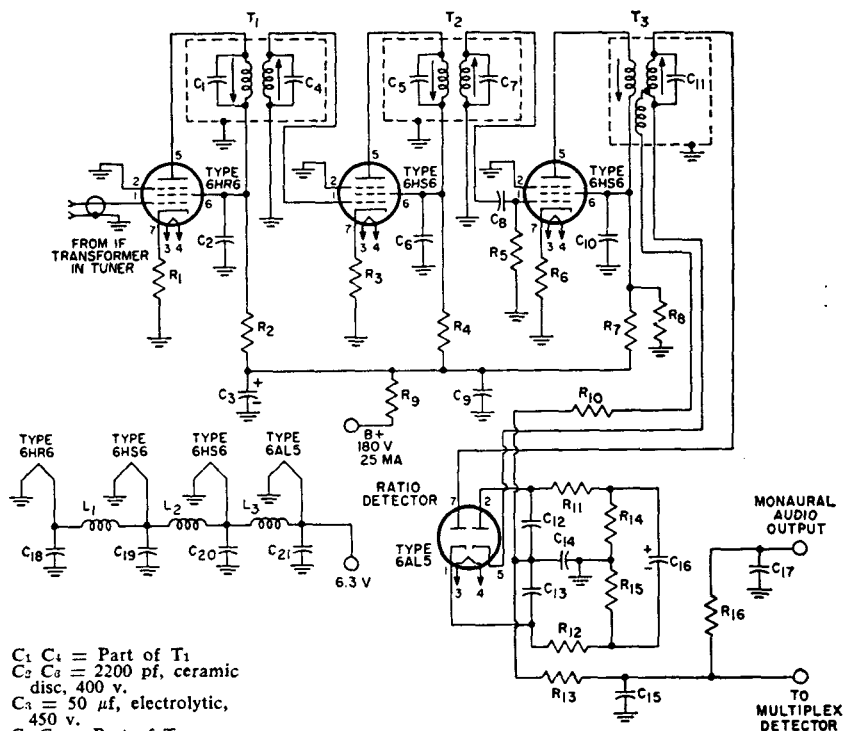 T1
T2
T3
C1
C4
C5
C7
C11
5
5
5
TYPE
6HR6
TYPE
6HS6
TYPE
6HS6
2
1
6
2
1
6
2
1
6
7
3 4
7
3 4
7
3 4
FROM IF
TRANSFORMER
IN TUNER
C2
C6
C8
C10
R1
R3
R5
R6
R2
R4
R7
R8
C3
+
-
R9
C9
R10
B+
180 V
25 MA
TYPE
6HR6
TYPE
6HS6
TYPE
6HS6
TYPE
6AL5
L1
L2
L3
C18
C19
C20
C21
6.3 V
RATIO
DETECTOR
7
2
TYPE
6AL5
1
3
4
5
R11
C12
R14
C14
+
-
C16
C13
R15
R12
MONAURAL
AUDIO
OUTPUT
C17
R16
R13
C15
TO
MULTIPLEX
DETECTOR
C1 C4 = Part of T1
C2 C6 = 2200 pf, ceramic
disc, 400 v.
C3 = 50 μf, electrolytic,
450 v.